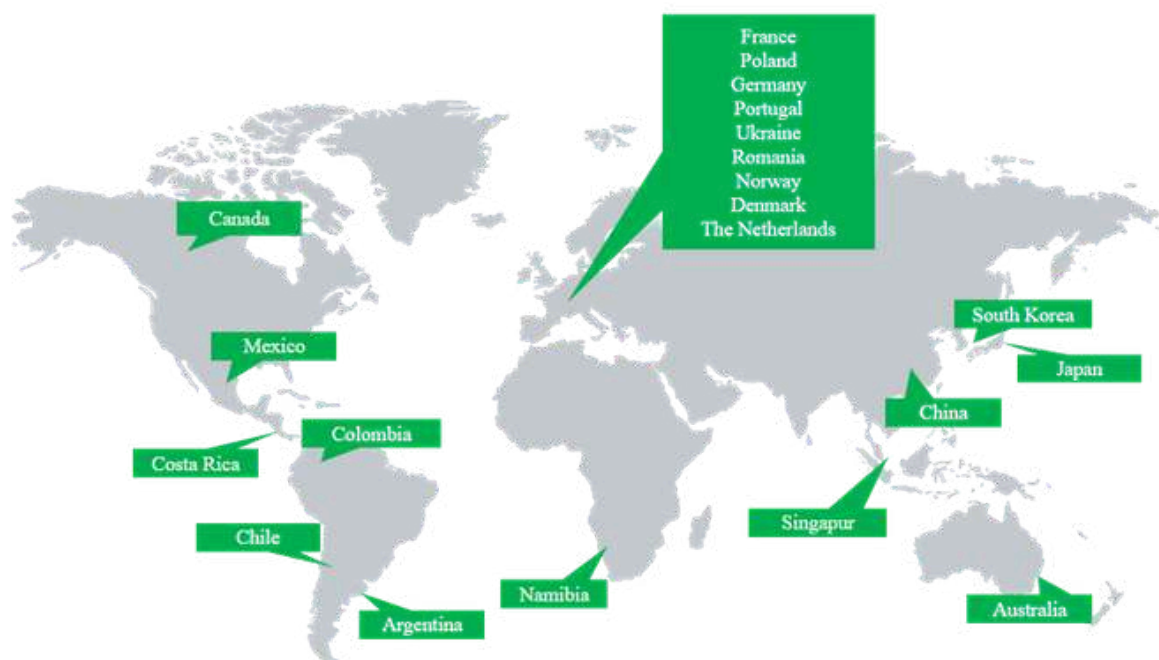 France
Poland
Germany
Portugal
Ukraine
Romania
Norway
Denmark
The Netherlands
Canada
South Korea
Mexico
Japan
China
Colombia
Costa Rica
Singapur
Chile
Namibia
Australia
Argentina